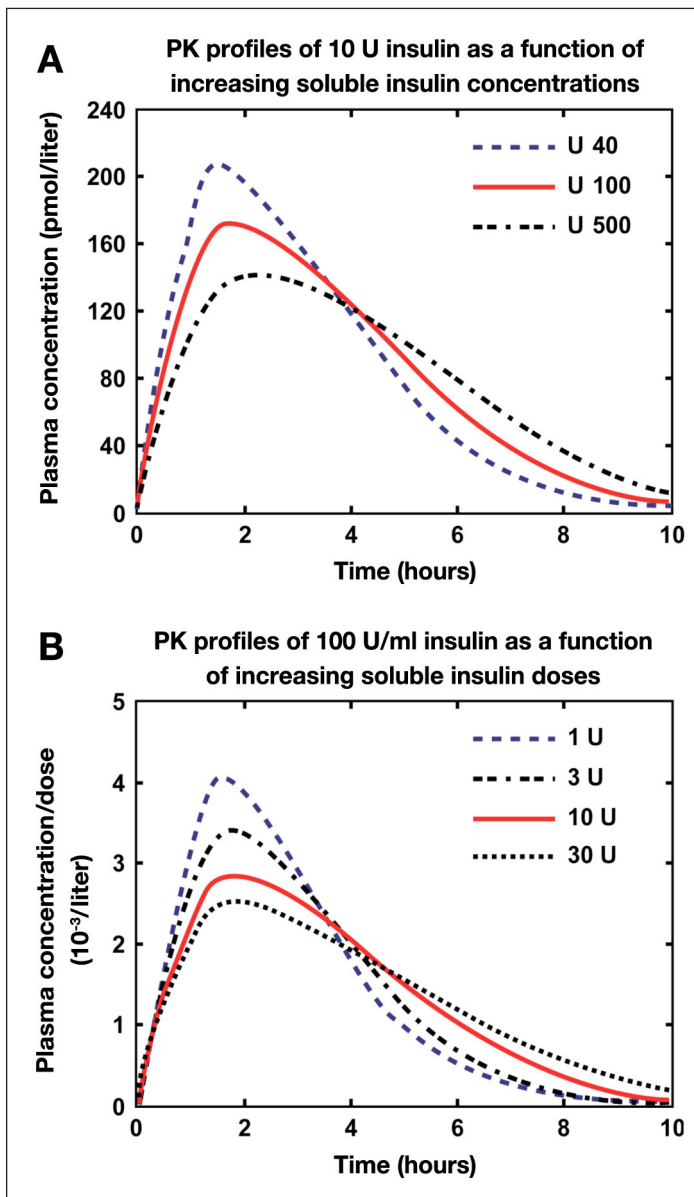 A
PK profiles of 10 U insulin as a function of
increasing soluble insulin concentrations
Plasma concentration (pmol/liter)
240
200
160
120
80
40
0
U 40
U 100
U 500
0 2 4 6 8 10
Time (hours)
B
PK profiles of 100 U/ml insulin as a function
of increasing soluble insulin doses
Plasma concentration/dose
(10⁻³/liter)
5
4
3
2
1
0
1 U
3 U
10 U
30 U
0 2 4 6 8 10
Time (hours)